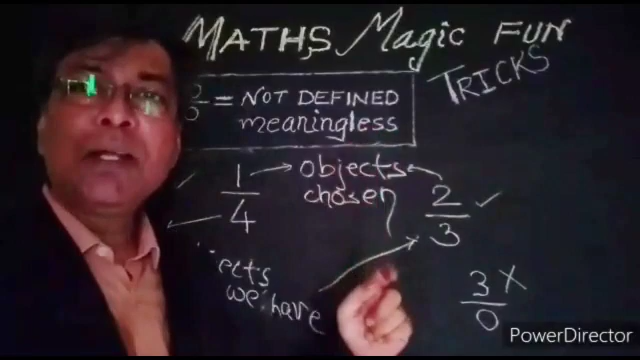 MATHS Magic FUN
TRICKS
= NOT DEFINED
meaningless
1/4 → objects ← 2/3 ✓
chosen
we have
3/0 X
PowerDirector